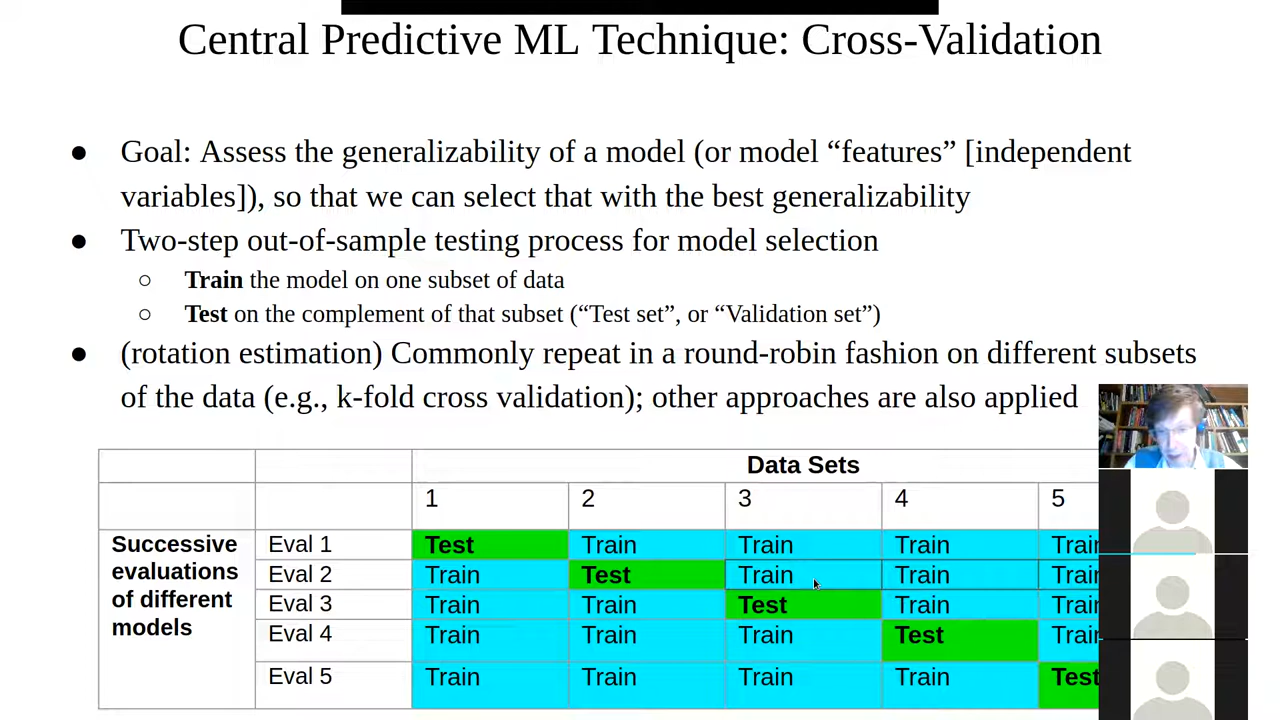 Central Predictive ML Technique: Cross-Validation
● Goal: Assess the generalizability of a model (or model “features” [independent
variables]), so that we can select that with the best generalizability
● Two-step out-of-sample testing process for model selection
○ Train the model on one subset of data
○ Test on the complement of that subset (“Test set”, or “Validation set”)
● (rotation estimation) Commonly repeat in a round-robin fashion on different subsets
of the data (e.g., k-fold cross validation); other approaches are also applied
Data Sets
1 2 3 4 5
Successive evaluations of different models
Eval 1 Test Train Train Train
Eval 2 Train Test Train Train
Eval 3 Train Train Test Train
Eval 4 Train Train Train Test
Eval 5 Train Train Train Train Test